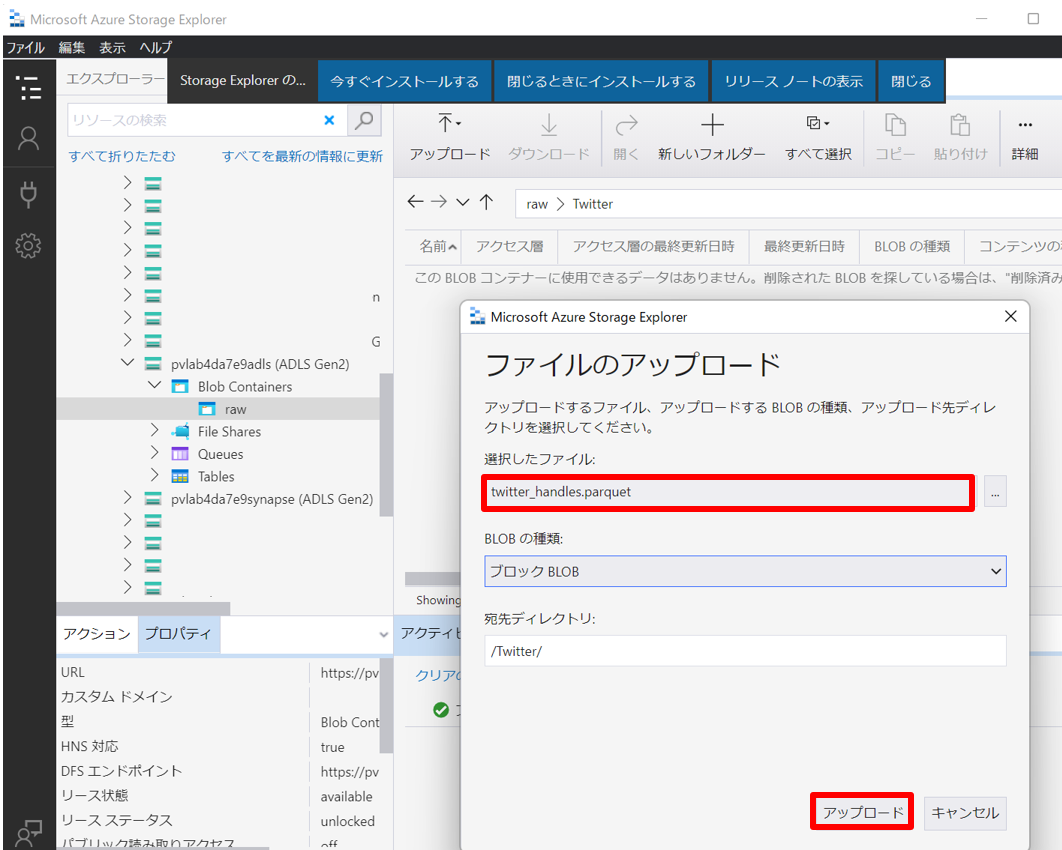 Microsoft Azure Storage Explorer
ファイル 編集 表示 ヘルプ
エクスプローラー
Storage Explorer の...
今すぐインストールする
閉じるときにインストールする
リリース ノートの表示
閉じる
リソースの検索
すべて折りたたむ
すべてを最新の情報に更新
n
G
pvlab4da7e9adls (ADLS Gen2)
Blob Containers
raw
File Shares
Queues
Tables
pvlab4da7e9synapse (ADLS Gen2)
アップロード
ダウンロード
開く
新しいフォルダー
すべて選択
コピー
貼り付け
詳細
raw
Twitter
名前
アクセス層
アクセス層の最終更新日時
最終更新日時
BLOB の種類
コンテンツの
この BLOB コンテナーに使用できるデータはありません。削除された BLOB を探している場合は、"削除済み
Showing
Microsoft Azure Storage Explorer
ファイルのアップロード
アップロードするファイル、アップロードする BLOB の種類、アップロード先ディレ
クトリを選択してください。
選択したファイル:
twitter_handles.parquet
...
BLOB の種類:
ブロック BLOB
宛先ディレクトリ:
/Twitter/
アップロード
キャンセル
アクション
プロパティ
URL
https://pv
カスタム ドメイン
型
Blob Cont
HNS 対応
true
DFS エンドポイント
https://pv
リース状態
available
リース ステータス
unlocked
パブリック読み取りアクセス
off
アクティビ
クリアの